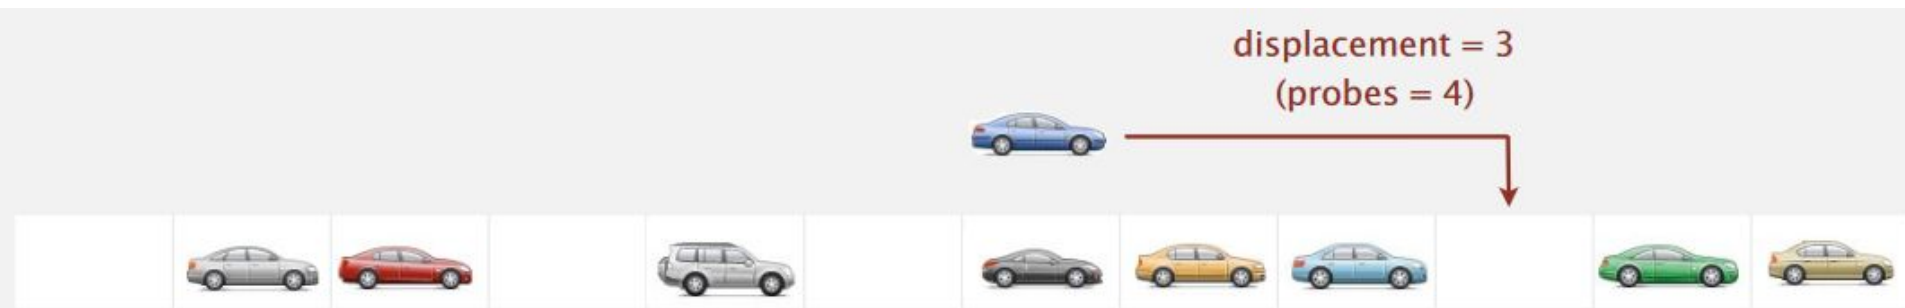 displacement = 3
(probes = 4)